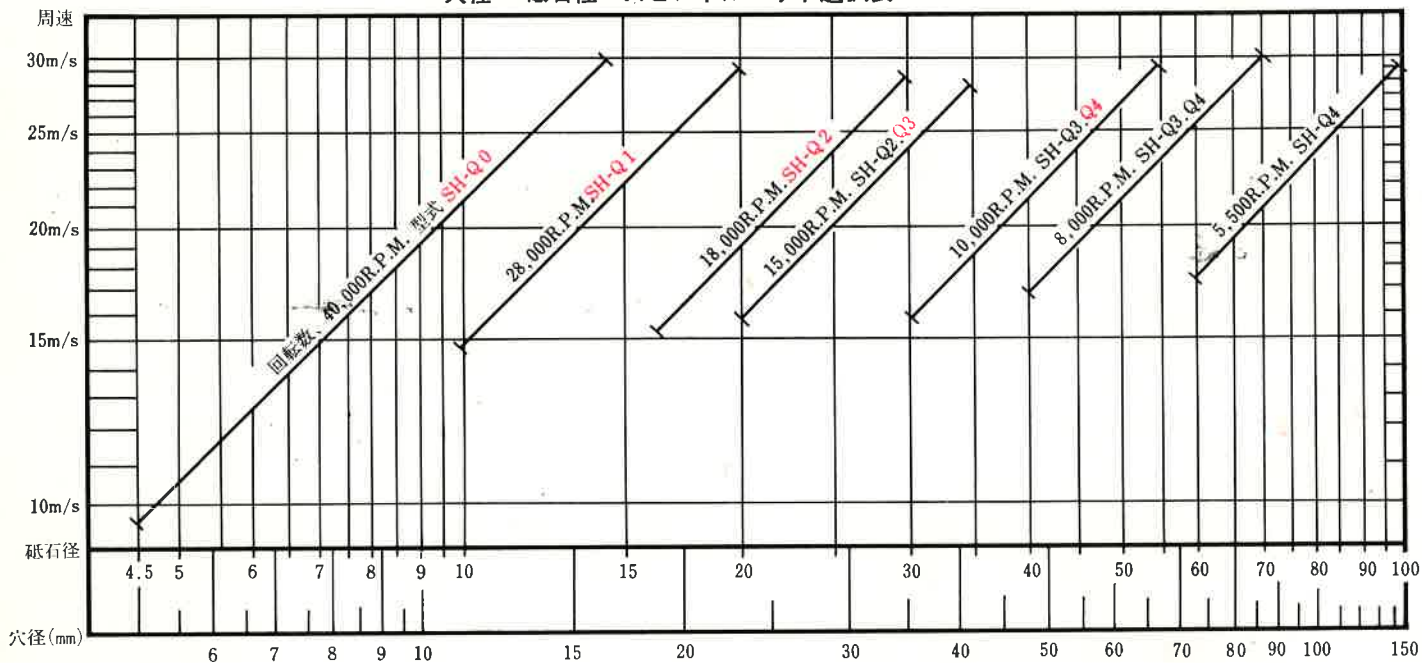 周速
30m/s
25m/s
20m/s
15m/s
10m/s
回転数、40,000R.P.M. 型式 SH-Q0
28,000R.P.M. SH-Q1
18,000R.P.M. SH-Q2
15,000R.P.M. SH-Q2.Q3
10,000R.P.M. SH-Q3.Q4
8,000R.P.M. SH-Q3.Q4
5,500R.P.M. SH-Q4
砥石径
4.5 5 6 7 8 9 10 15 20 30 40 50 60 70 80 90 100
穴径(mm)
6 7 8 9 10 15 20 30 40 50 60 70 80 90 100 150